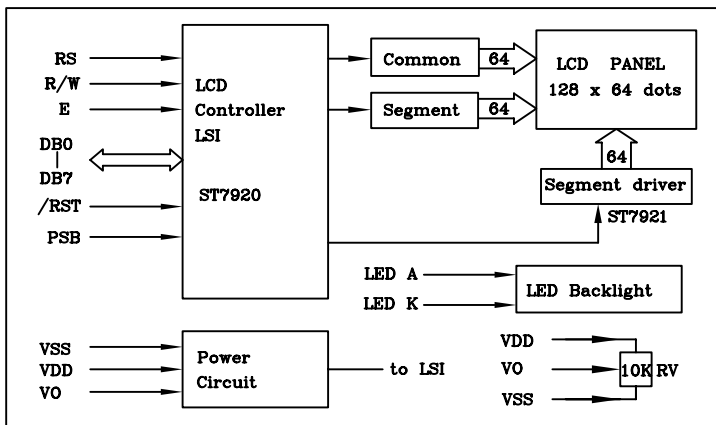 RS
R/W
E
DB0
DB7
/RST
PSB
LCD
Controller
LSI
ST7920
Common
64
Segment
64
LCD PANEL
128 x 64 dots
64
Segment driver
ST7921
LED A
LED K
LED Backlight
VSS
VDD
VO
Power
Circuit
to LSI
VDD
VO
VSS
10K RV